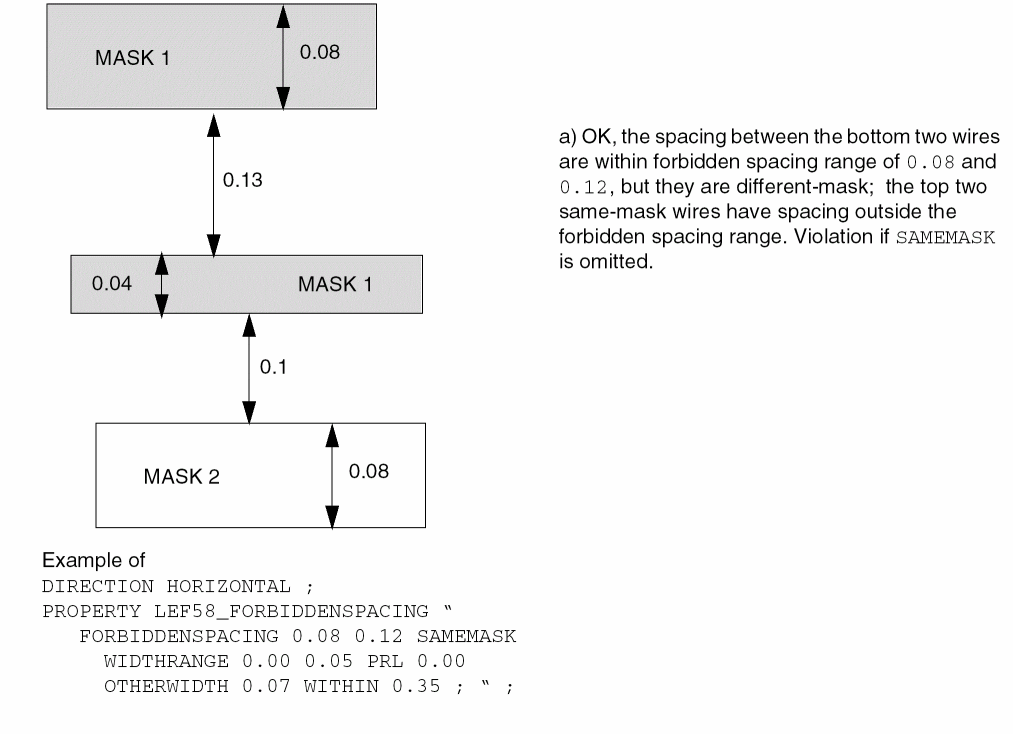 MASK 1
0.08
0.13
0.04
MASK 1
0.1
MASK 2
0.08
a) OK, the spacing between the bottom two wires
are within forbidden spacing range of 0.08 and
0.12, but they are different-mask; the top two
same-mask wires have spacing outside the
forbidden spacing range. Violation if SAMEMASK
is omitted.
Example of
DIRECTION HORIZONTAL ;
PROPERTY LEF58_FORBIDDENSPACING “
FORBIDDENSPACING 0.08 0.12 SAMEMASK
WIDTHRANGE 0.00 0.05 PRL 0.00
OTHERWIDTH 0.07 WITHIN 0.35 ; “ ;